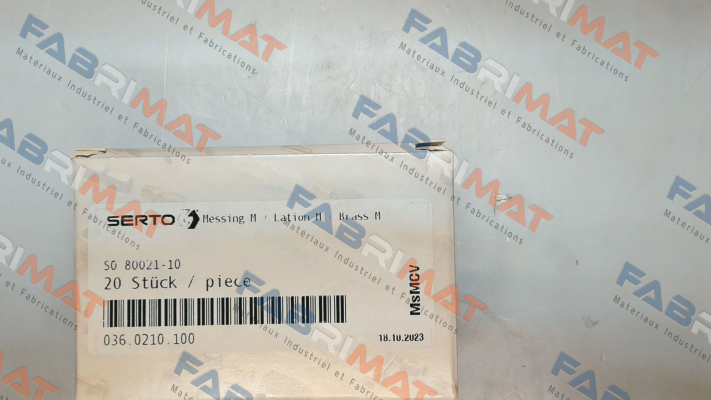 SERTO Messing M / Laiton M / Brass M
SO 80021-10
20 Stück / piece
036.0210.100
MsMCV
18.10.2023
FABRIMAT
Materiaux Industriel et Fabrications